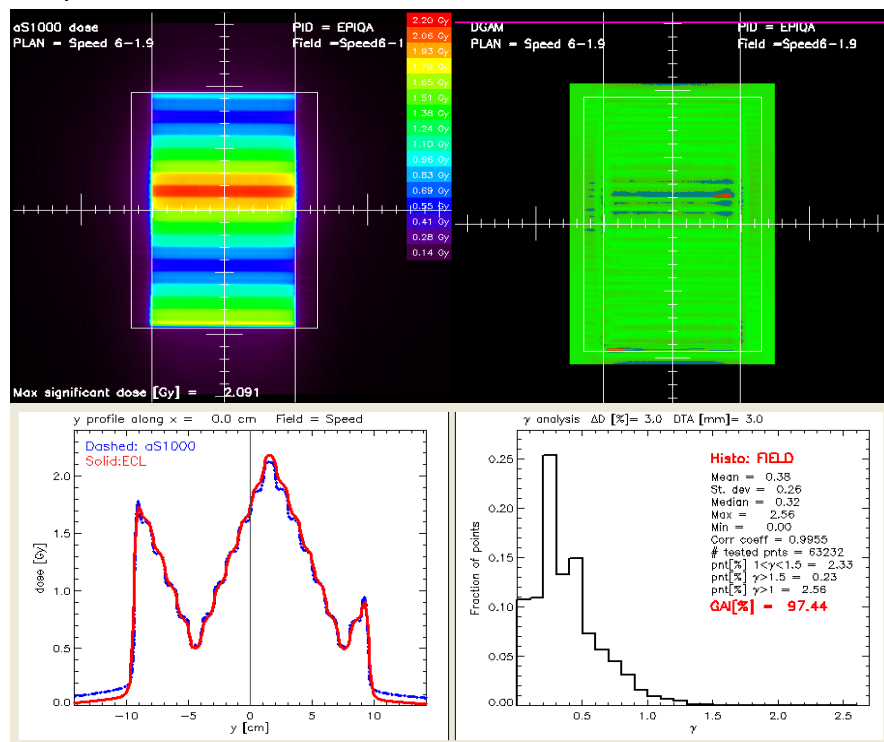 aS1000 dose
PLAN = Speed 6-1.9
PID = EPIQA
Field =Speed6-1
2.20 Gy
2.06 Gy
1.93 Gy
1.79 Gy
1.65 Gy
1.51 Gy
1.38 Gy
1.24 Gy
1.10 Gy
0.96 Gy
0.83 Gy
0.69 Gy
0.55 Gy
0.41 Gy
0.28 Gy
0.14 Gy
Max significant dose [Gy] = 2.091
DGAM
PLAN = Speed 6-1.9
PID = EPIQA
Field =Speed6-1.9
y profile along x = 0.0 cm Field = Speed
Dashed: aS1000
Solid:ECL
dose [Gy]
2.0
1.5
1.0
0.5
0.0
-10
-5
0
5
10
y [cm]
γ analysis ΔD [%]= 3.0 DTA [mm]= 3.0
Histo: FIELD
Mean = 0.38
St. dev = 0.26
Median = 0.32
Max = 2.56
Min = 0.00
Corr coeff = 0.9955
# tested pnts = 63232
pnt[%] 1<γ<1.5 = 2.33
pnt[%] γ>1.5 = 0.23
pnt[%] γ>1 = 2.56
GAI[%] = 97.44
Fraction of points
0.25
0.20
0.15
0.10
0.05
0.00
0.5
1.0
1.5
2.0
2.5
γ